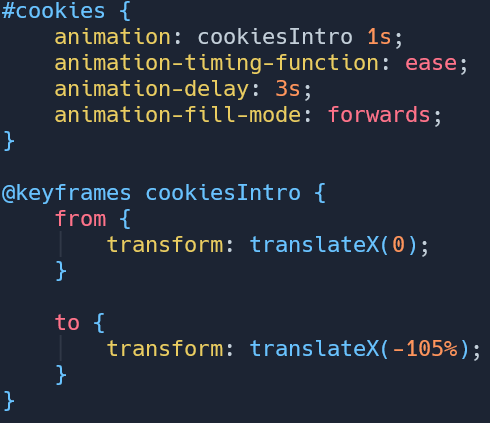 #cookies {
    animation: cookiesIntro 1s;
    animation-timing-function: ease;
    animation-delay: 3s;
    animation-fill-mode: forwards;
}

@keyframes cookiesIntro {
    from {
        transform: translateX(0);
    }

    to {
        transform: translateX(-105%);
    }
}